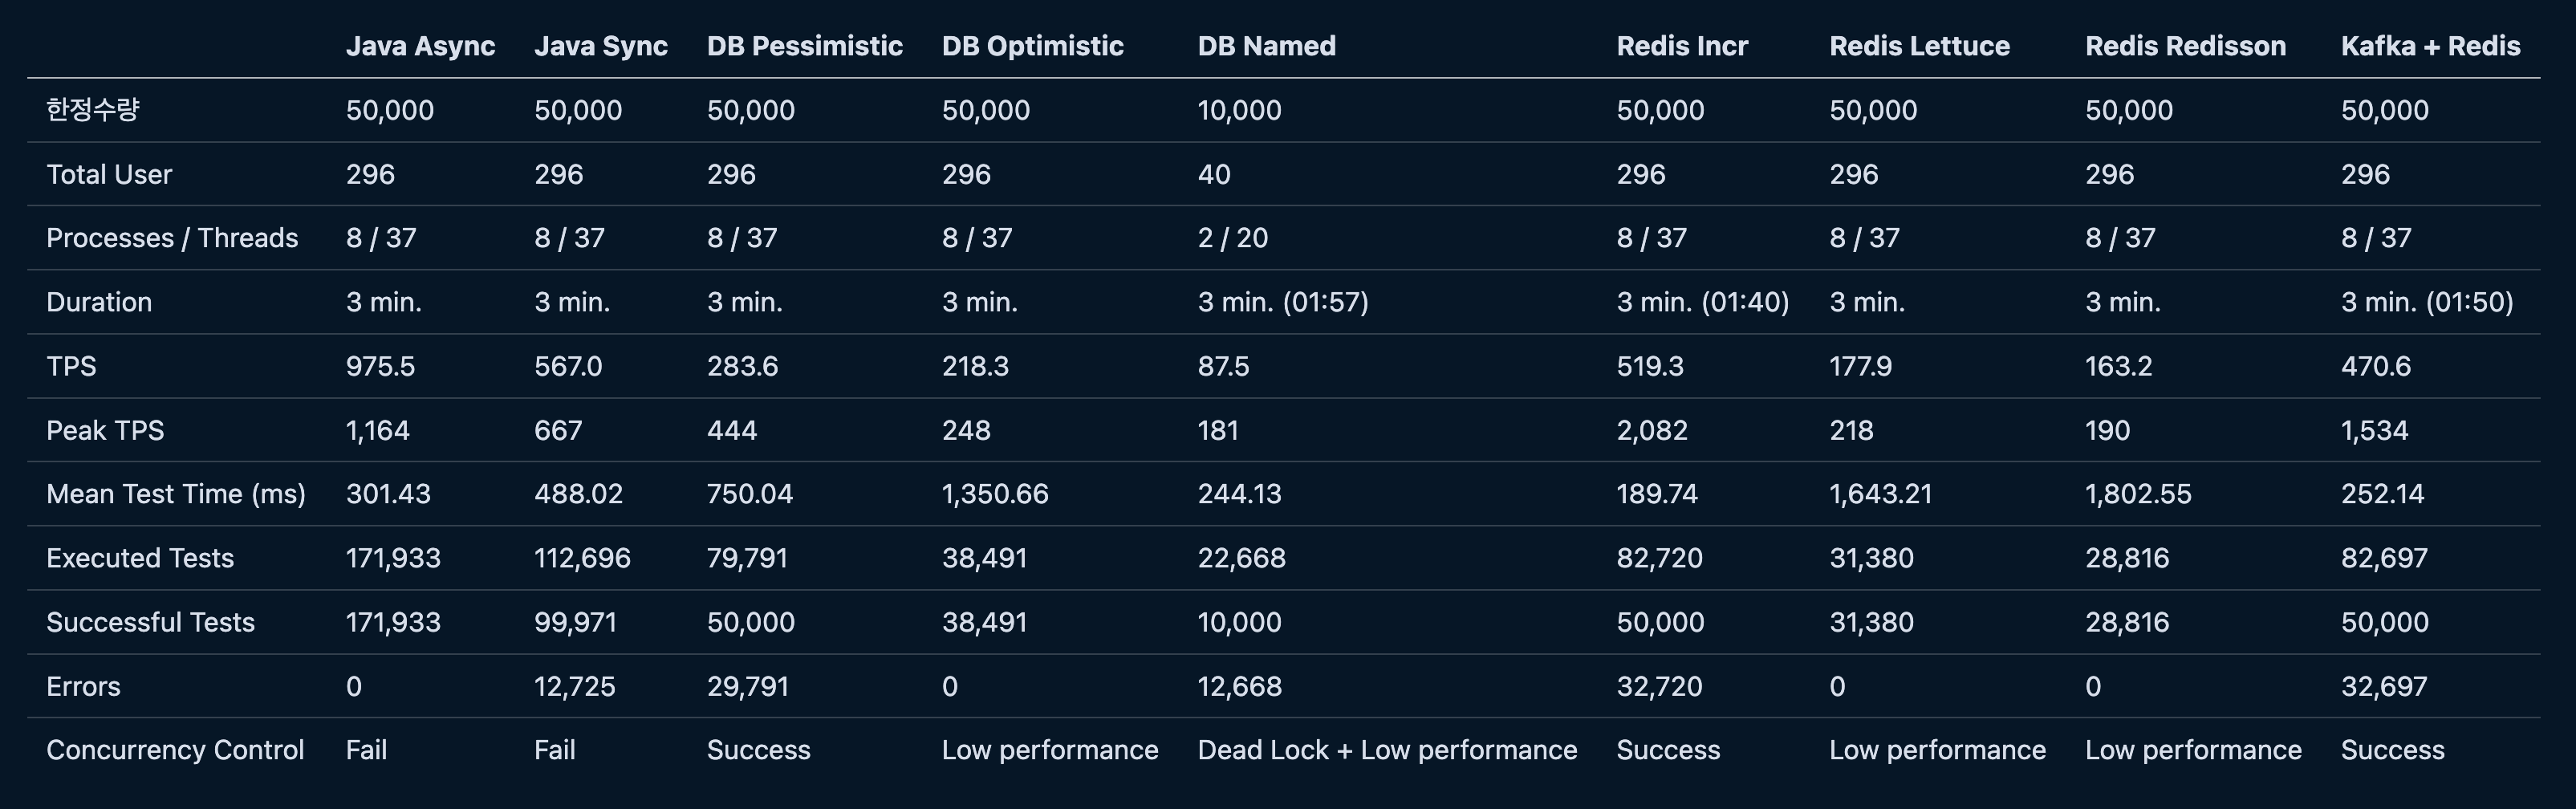 Java Async Java Sync DB Pessimistic DB Optimistic DB Named Redis Incr Redis Lettuce Redis Redisson Kafka + Redis
한정수량 50,000 50,000 50,000 50,000 10,000 50,000 50,000 50,000 50,000
Total User 296 296 296 296 40 296 296 296 296
Processes / Threads 8 / 37 8 / 37 8 / 37 8 / 37 2 / 20 8 / 37 8 / 37 8 / 37 8 / 37
Duration 3 min. 3 min. 3 min. 3 min. 3 min. (01:57) 3 min. (01:40) 3 min. 3 min. 3 min. (01:50)
TPS 975.5 567.0 283.6 218.3 87.5 519.3 177.9 163.2 470.6
Peak TPS 1,164 667 444 248 181 2,082 218 190 1,534
Mean Test Time (ms) 301.43 488.02 750.04 1,350.66 244.13 189.74 1,643.21 1,802.55 252.14
Executed Tests 171,933 112,696 79,791 38,491 22,668 82,720 31,380 28,816 82,697
Successful Tests 171,933 99,971 50,000 38,491 10,000 50,000 31,380 28,816 50,000
Errors 0 12,725 29,791 0 12,668 32,720 0 0 32,697
Concurrency Control Fail Fail Success Low performance Dead Lock + Low performance Success Low performance Low performance Success